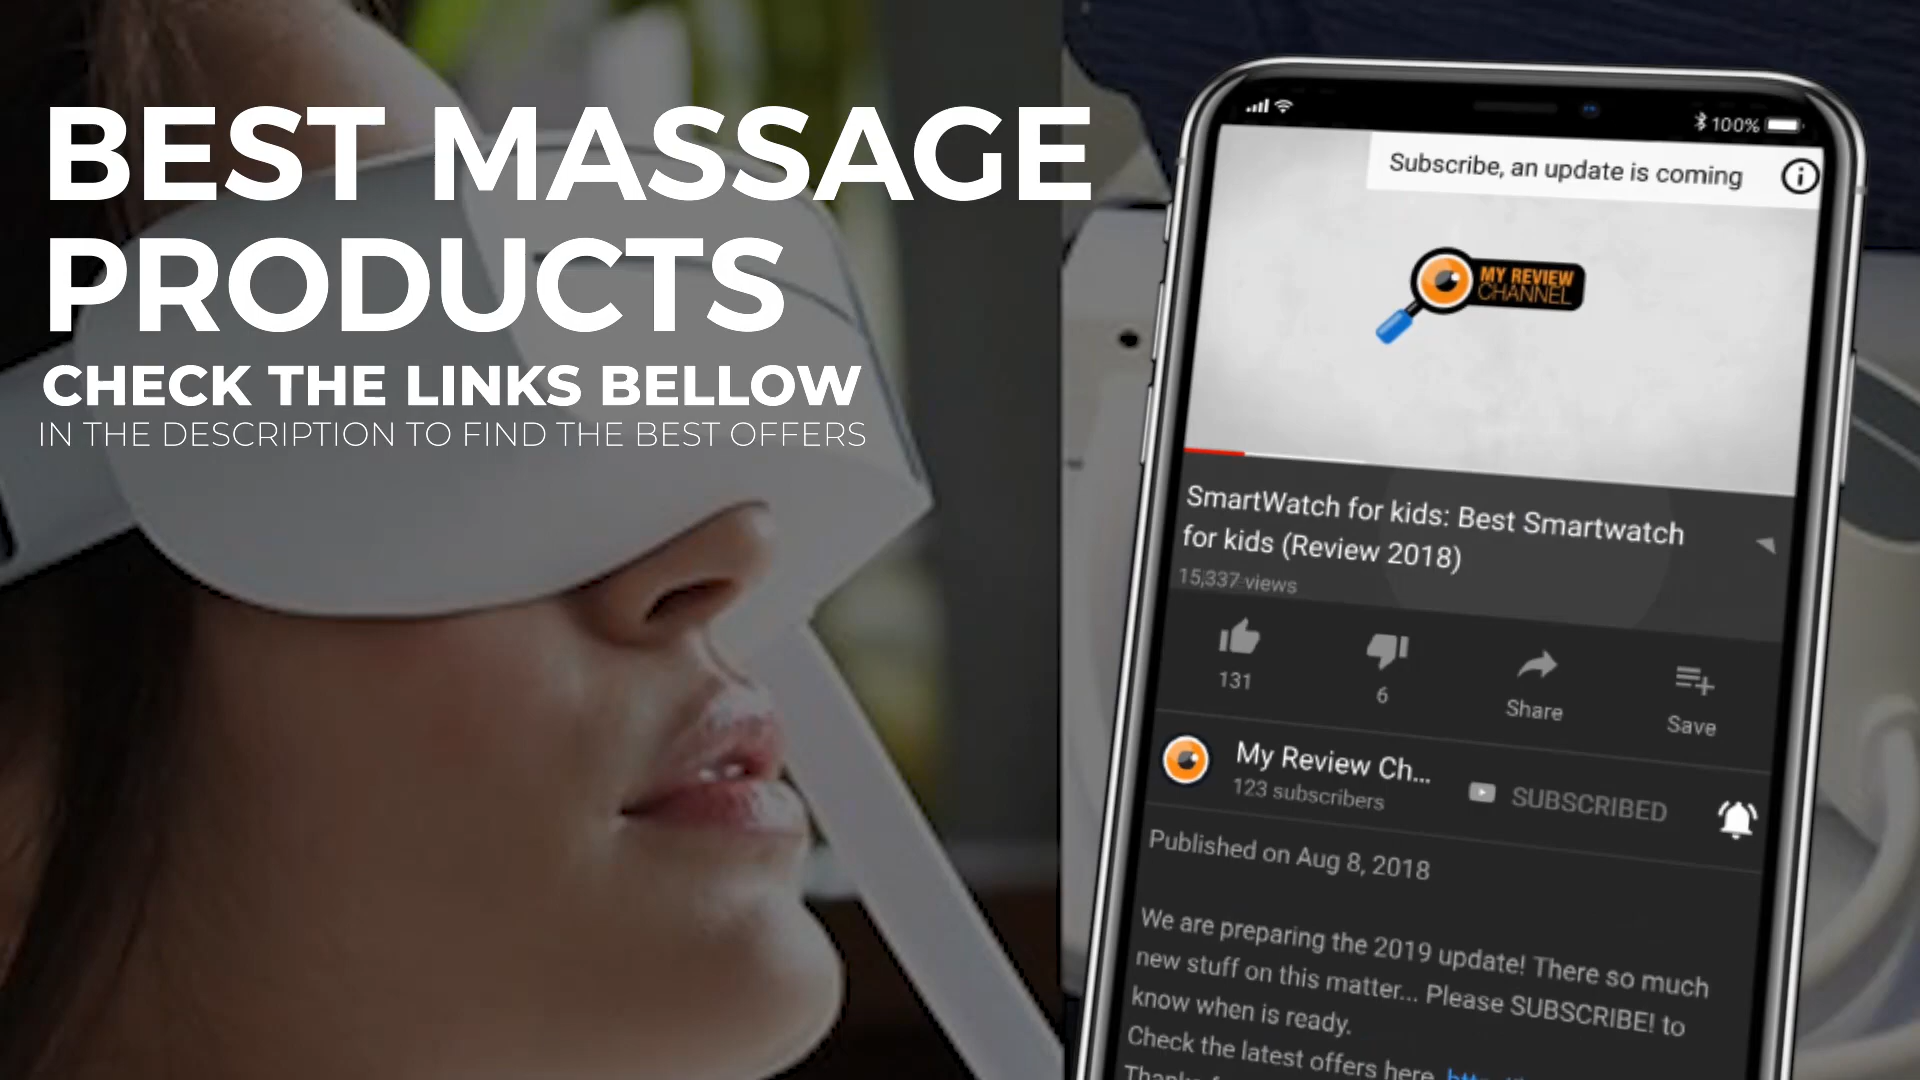 BEST MASSAGE
PRODUCTS
CHECK THE LINKS BELLOW
IN THE DESCRIPTION TO FIND THE BEST OFFERS
100%
Subscribe, an update is coming
MY REVIEW
CHANNEL
SmartWatch for kids: Best Smartwatch
for kids (Review 2018)
15,337 views
131
6
Share
Save
My Review Ch...
123 subscribers
SUBSCRIBED
Published on Aug 8, 2018
We are preparing the 2019 update! There so much
new stuff on this matter... Please SUBSCRIBE! to
know when is ready.
Check the latest offers here